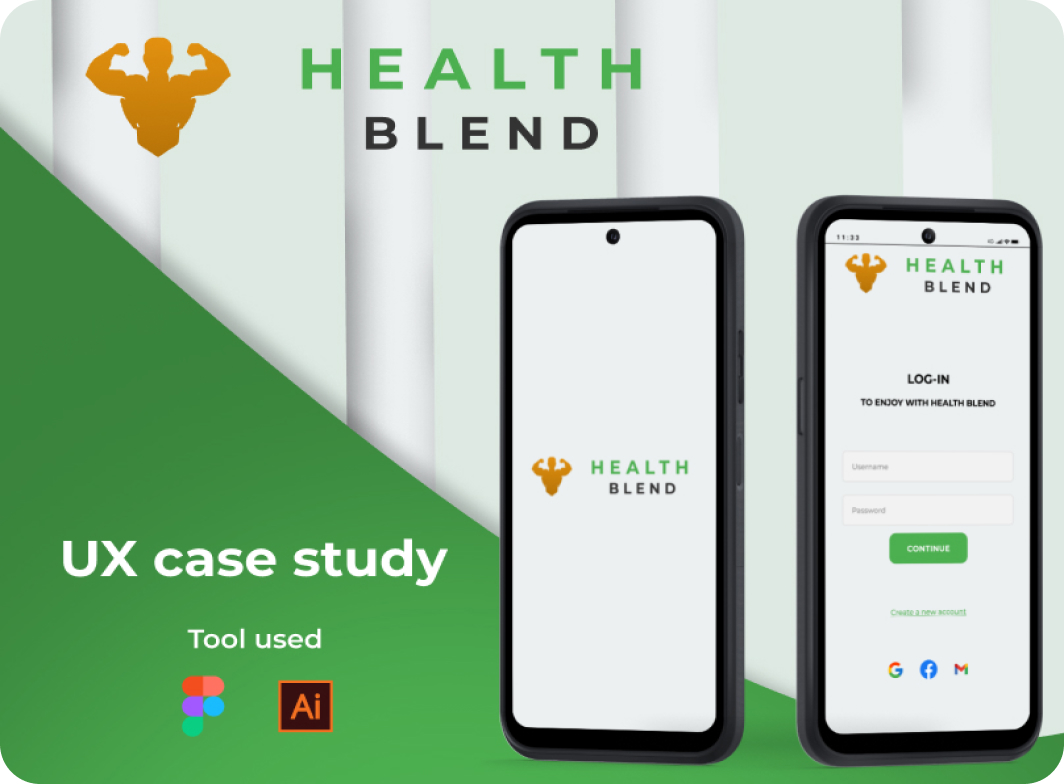 HEALTH
BLEND
UX case study
Tool used
Ai
HEALTH
BLEND
11:33
4G
HEALTH
BLEND
LOG-IN
TO ENJOY WITH HEALTH BLEND
Username
Password
CONTINUE
Create a new account